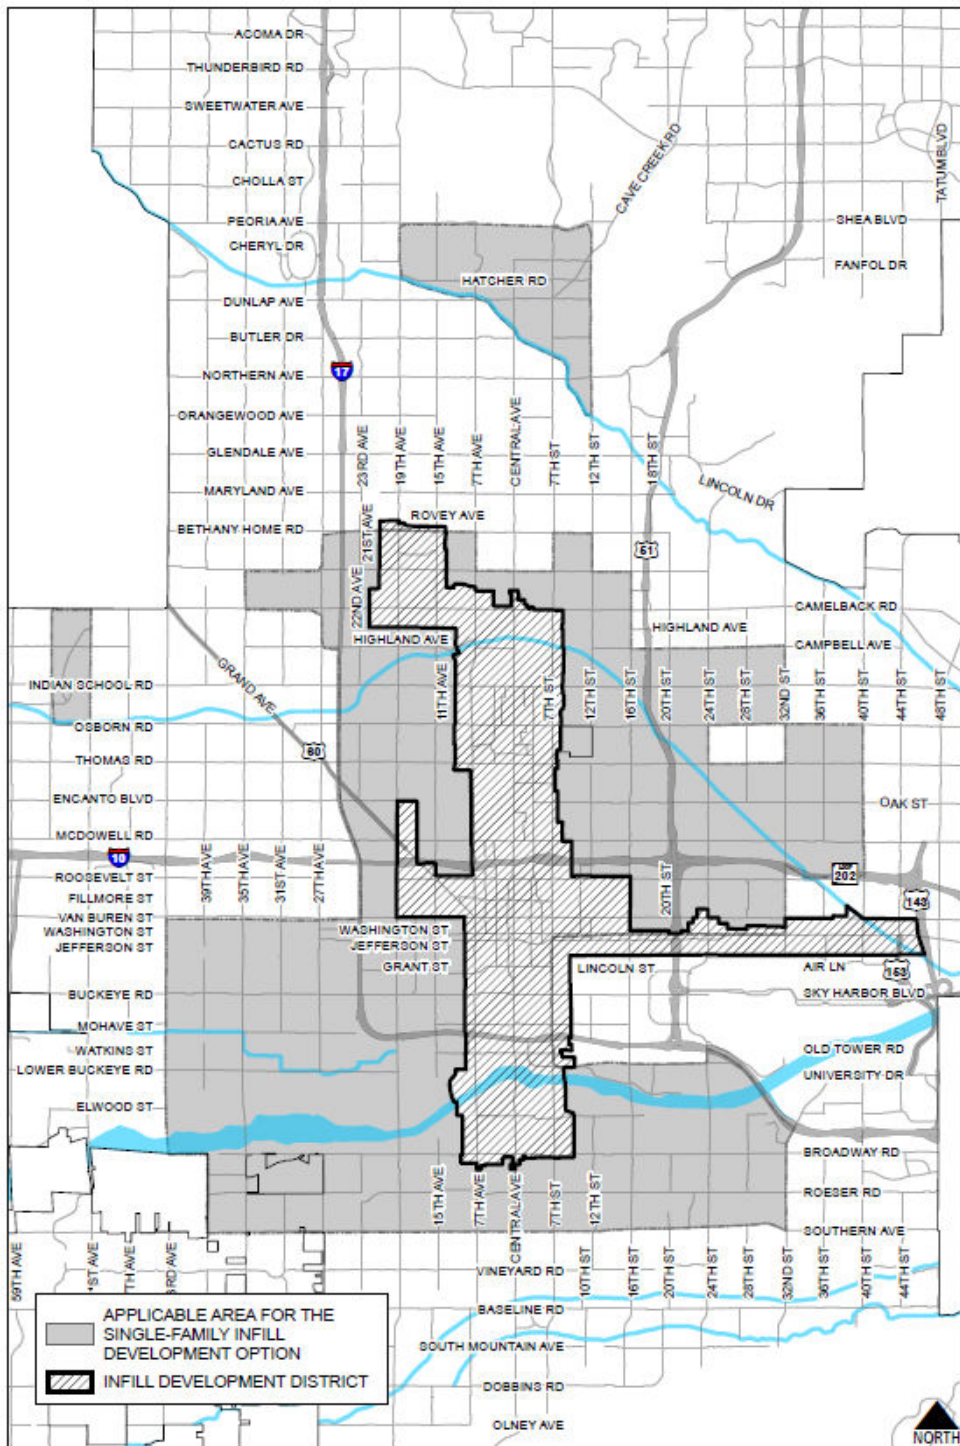 ACOMA DR
THUNDERBIRD RD
SWEETWATER AVE
CACTUS RD
CHOLLA ST
PEORIA AVE
CHERYL DR
DUNLAP AVE
BUTLER DR
NORTHERN AVE
ORANGEWOOD AVE
GLENDALE AVE
MARYLAND AVE
BETHANY HOME RD
CAVE CREEK RD
TATUM BLVD
SHEA BLVD
FANFOL DR
HATCHER RD
17
23RD AVE
19TH AVE
15TH AVE
7TH AVE
CENTRAL AVE
7TH ST
12TH ST
18TH ST
LINCOLN DR
ROVEY AVE
21ST AVE
22ND AVE
51
HIGHLAND AVE
HIGHLAND AVE
CAMELBACK RD
CAMPBELL AVE
INDIAN SCHOOL RD
OSBORN RD
THOMAS RD
ENCANTO BLVD
MCDOWELL RD
GRAND AVE
60
11TH AVE
7TH ST
12TH ST
16TH ST
20TH ST
24TH ST
28TH ST
32ND ST
36TH ST
40TH ST
44TH ST
48TH ST
OAK ST
10
ROOSEVELT ST
FILLMORE ST
VAN BUREN ST
WASHINGTON ST
JEFFERSON ST
39TH AVE
35TH AVE
31ST AVE
27TH AVE
20TH ST
LOOP
202
143
WASHINGTON ST
JEFFERSON ST
GRANT ST
LINCOLN ST
AIR LN
153
SKY HARBOR BLVD
BUCKEYE RD
MOHAVE ST
WATKINS ST
LOWER BUCKEYE RD
ELWOOD ST
OLD TOWER RD
UNIVERSITY DR
BROADWAY RD
ROESER RD
SOUTHERN AVE
15TH AVE
7TH AVE
CENTRAL AVE
7TH ST
12TH ST
59TH AVE
1ST AVE
7TH AVE
3RD AVE
10TH ST
16TH ST
20TH ST
24TH ST
28TH ST
32ND ST
36TH ST
40TH ST
44TH ST
VINEYARD RD
BASELINE RD
SOUTH MOUNTAIN AVE
DOBBINS RD
OLNEY AVE
APPLICABLE AREA FOR THE
SINGLE-FAMILY INFILL
DEVELOPMENT OPTION
INFILL DEVELOPMENT DISTRICT
NORTH